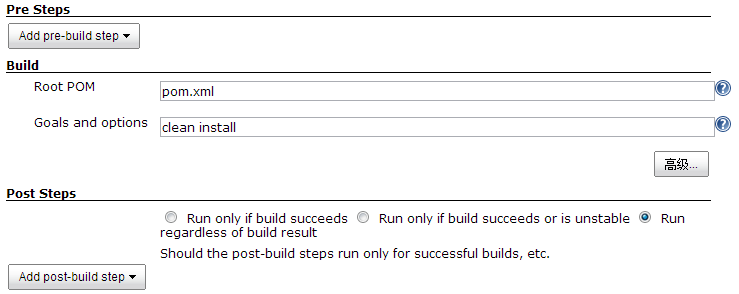 Pre Steps
Add pre-build step
Build
Root POM
pom.xml
Goals and options
clean install
高级...
Post Steps
Run only if build succeeds Run only if build succeeds or is unstable Run
regardless of build result
Should the post-build steps run only for successful builds, etc.
Add post-build step